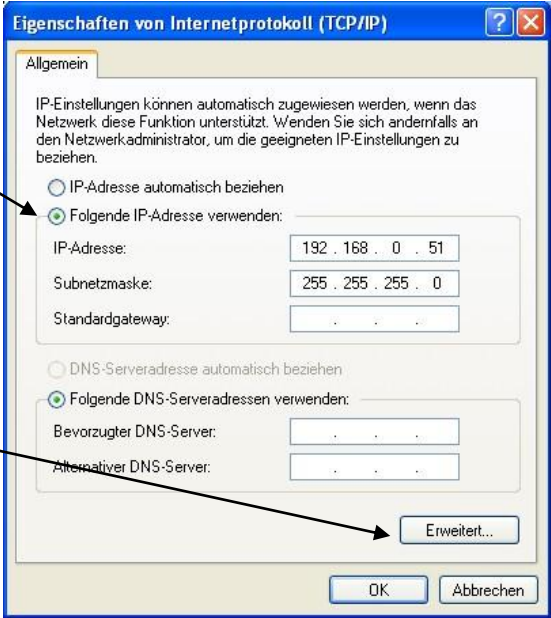 Eigenschaften von Internetprotokoll (TCP/IP)
Allgemein
IP-Einstellungen können automatisch zugewiesen werden, wenn das
Netzwerk diese Funktion unterstützt. Wenden Sie sich andernfalls an
den Netzwerkadministrator, um die geeigneten IP-Einstellungen zu
beziehen.
IP-Adresse automatisch beziehen
Folgende IP-Adresse verwenden:
IP-Adresse: 192 . 168 . 0 . 51
Subnetzmaske: 255 . 255 . 255 . 0
Standardgateway: . . .
DNS-Serveradresse automatisch beziehen
Folgende DNS-Serveradressen verwenden:
Bevorzugter DNS-Server: . . .
Alternativer DNS-Server: . . .
Erweitert...
OK Abbrechen